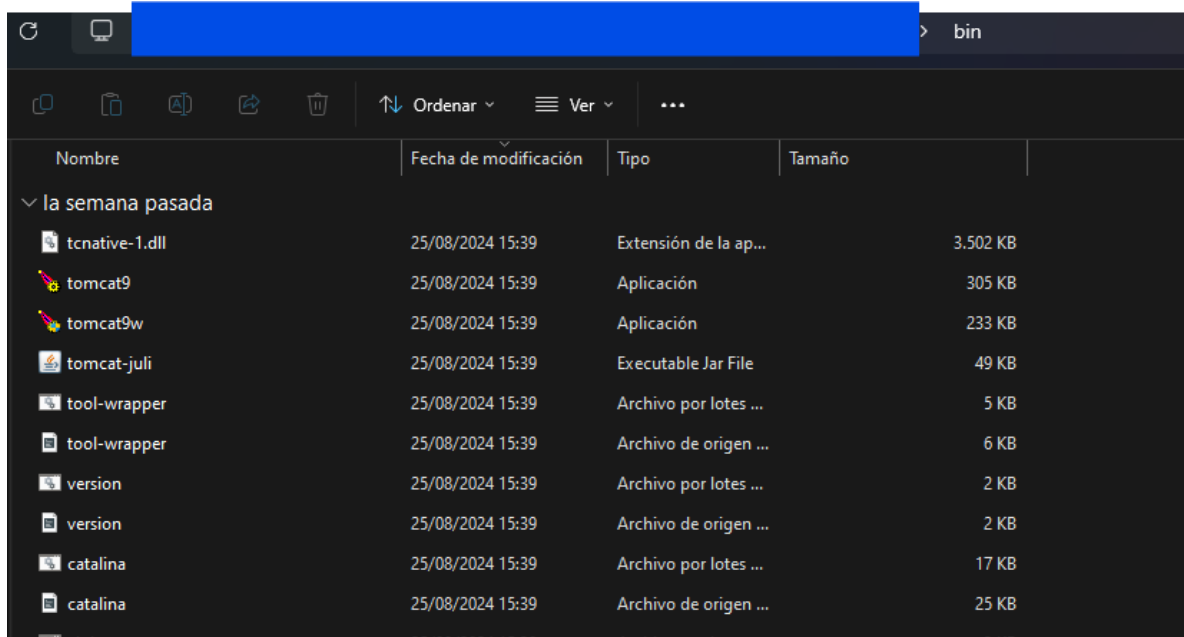 bin
Ordenar Ver
Nombre Fecha de modificación Tipo Tamaño
la semana pasada
tcnative-1.dll 25/08/2024 15:39 Extensión de la ap... 3.502 KB
tomcat9 25/08/2024 15:39 Aplicación 305 KB
tomcat9w 25/08/2024 15:39 Aplicación 233 KB
tomcat-juli 25/08/2024 15:39 Executable Jar File 49 KB
tool-wrapper 25/08/2024 15:39 Archivo por lotes ... 5 KB
tool-wrapper 25/08/2024 15:39 Archivo de origen ... 6 KB
version 25/08/2024 15:39 Archivo por lotes ... 2 KB
version 25/08/2024 15:39 Archivo de origen ... 2 KB
catalina 25/08/2024 15:39 Archivo por lotes ... 17 KB
catalina 25/08/2024 15:39 Archivo de origen ... 25 KB